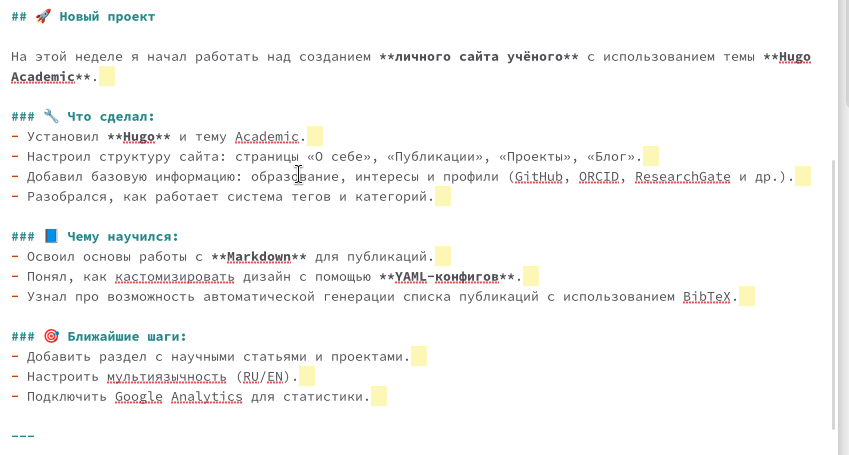 ## 🚀 Новый проект
На этой неделе я начал работать над созданием **личного сайта учёного** с использованием темы **Hugo
Academic**.
### 🔧 Что сделал:
- Установил **Hugo** и тему Academic.
- Настроил структуру сайта: страницы «О себе», «Публикации», «Проекты», «Блог».
- Добавил базовую информацию: образование, интересы и профили (GitHub, ORCID, ResearchGate и др.).
- Разобрался, как работает система тегов и категорий.
### 📘 Чему научился:
- Освоил основы работы с **Markdown** для публикаций.
- Понял, как кастомизировать дизайн с помощью **YAML-конфигов**.
- Узнал про возможность автоматической генерации списка публикаций с использованием BibTeX.
### 🎯 Ближайшие шаги:
- Добавить раздел с научными статьями и проектами.
- Настроить мультиязычность (RU/EN).
- Подключить Google Analytics для статистики.
---